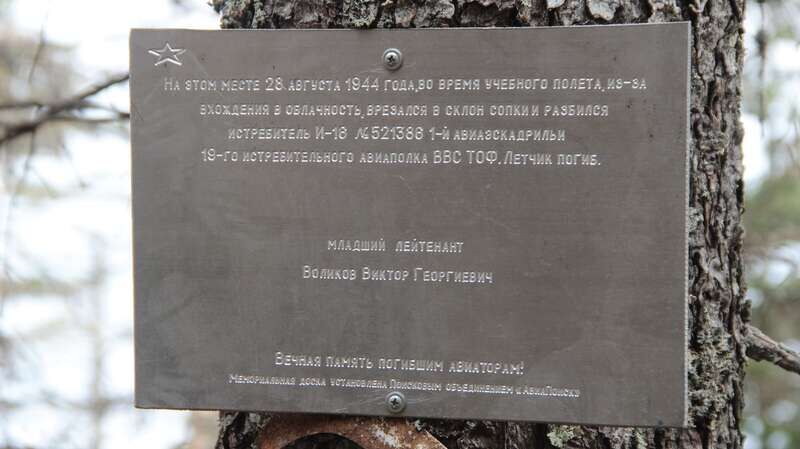 На этом месте 28 августа 1944 года, во время учебного полета, из-за
вхождения в облачность, врезался в склон сопки и разбился
истребитель И-16 №521386 1-й авиаэскадрильи
19-го истребительного авиаполка ВВС ТОФ. Летчик погиб.
младший лейтенант
Воликов Виктор Георгиевич
Вечная память погибшим авиаторам!
Мемориальная доска установлена Поисковым объединением «АвиаПоиск»